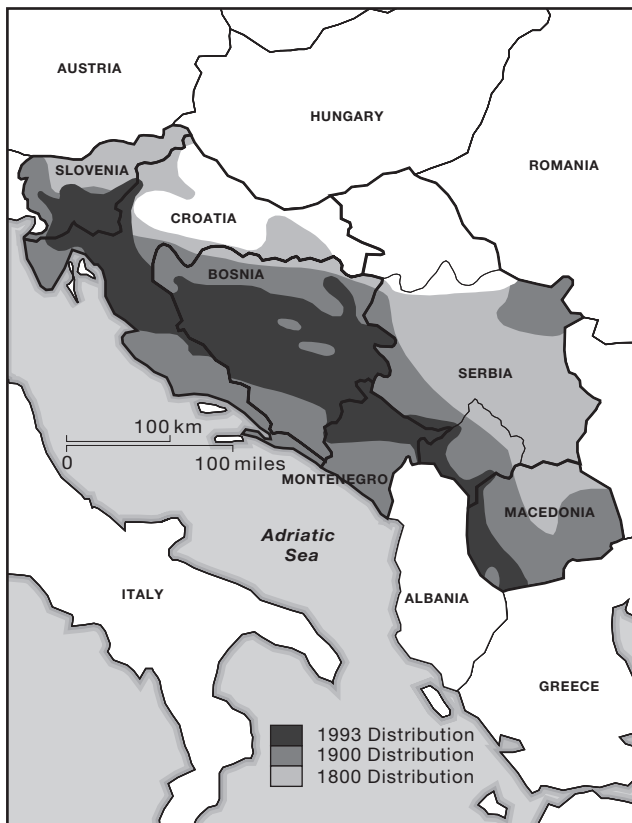 AUSTRIA
HUNGARY
ROMANIA
SLOVENIA
CROATIA
BOSNIA
SERBIA
100 km
0
100 miles
MONTENEGRO
MACEDONIA
Adriatic
Sea
ITALY
ALBANIA
GREECE
1993 Distribution
1900 Distribution
1800 Distribution